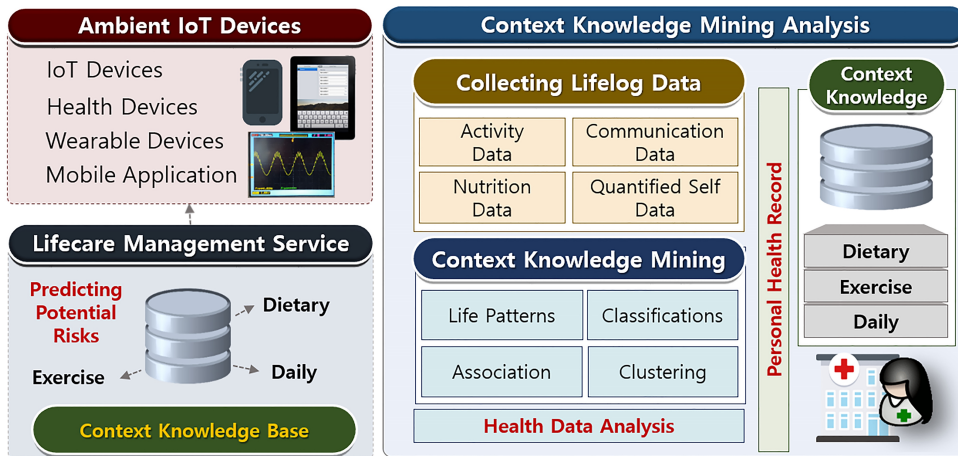 Ambient IoT Devices
IoT Devices
Health Devices
Wearable Devices
Mobile Application
Lifecare Management Service
Predicting
Potential
Risks
Dietary
Exercise
Daily
Context Knowledge Base
Context Knowledge Mining Analysis
Collecting Lifelog Data
Activity
Data
Communication
Data
Nutrition
Data
Quantified Self
Data
Context Knowledge Mining
Life Patterns
Classifications
Association
Clustering
Health Data Analysis
Personal Health Record
Context
Knowledge
Dietary
Exercise
Daily